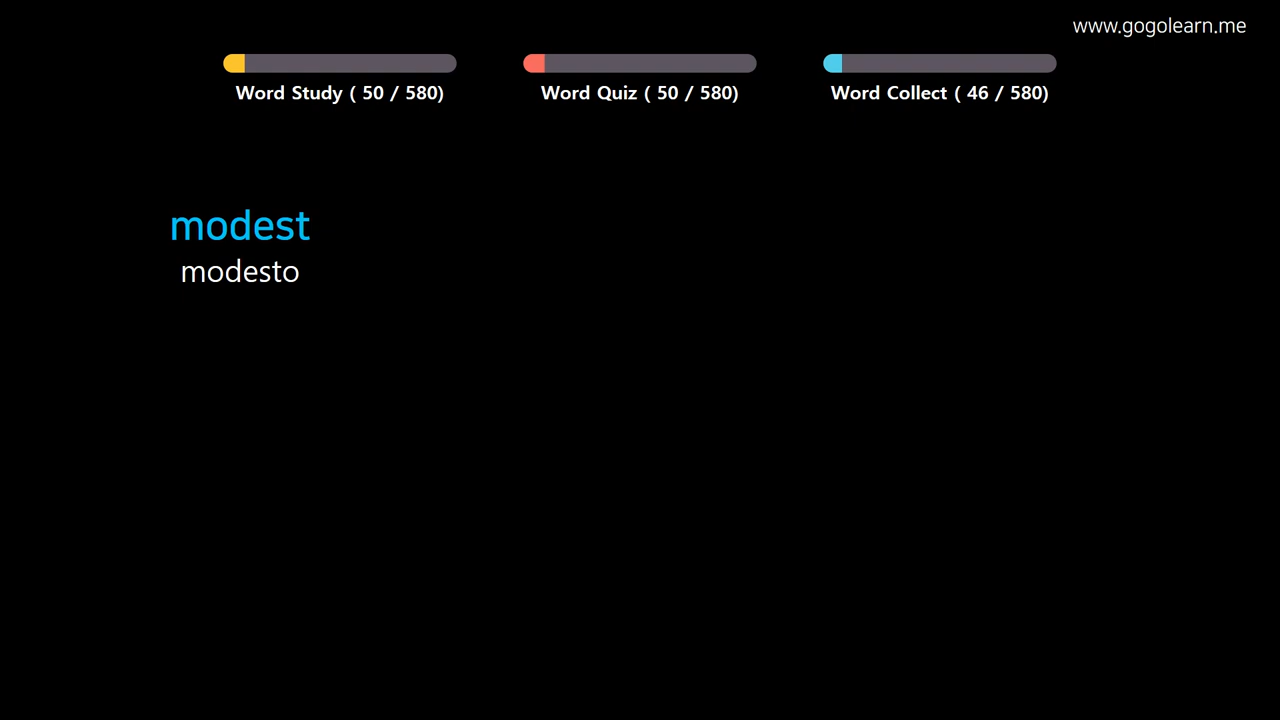 www.gogolearn.me
Word Study ( 50 / 580)
Word Quiz ( 50 / 580)
Word Collect ( 46 / 580)
modest
modesto